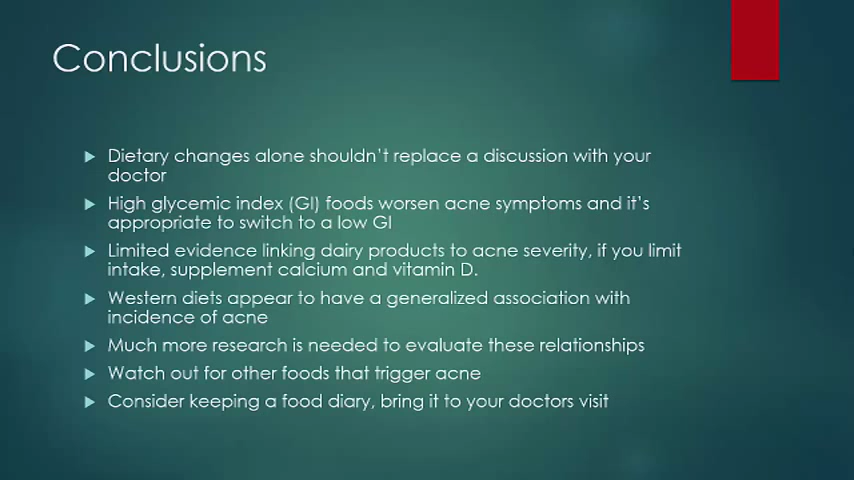 Conclusions
Dietary changes alone shouldn't replace a discussion with your
doctor
High glycemic index (GI) foods worsen acne symptoms and it's
appropriate to switch to a low GI
Limited evidence linking dairy products to acne severity, if you limit
intake, supplement calcium and vitamin D.
Western diets appear to have a generalized association with
incidence of acne
Much more research is needed to evaluate these relationships
Watch out for other foods that trigger acne
Consider keeping a food diary, bring it to your doctors visit